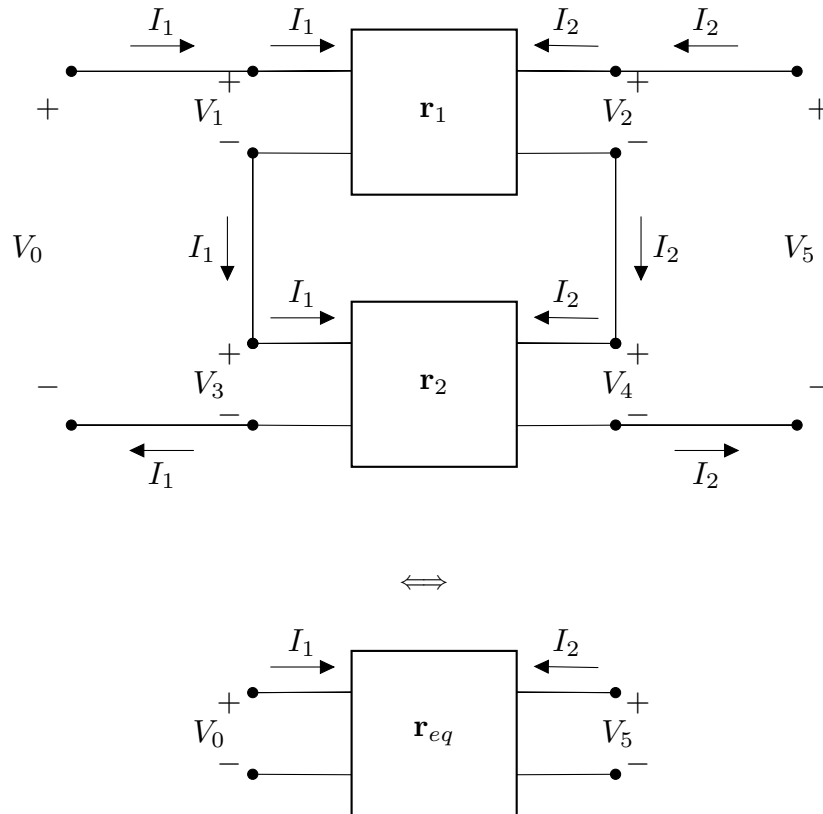 I₁ I₁ I₂ I₂
+ + + +
V₁ r₁ V₂
− −
V₀ I₁ I₂ V₅
I₁ I₂
+ +
− V₃ r₂ V₄ −
− −
I₁ I₂
⟺
I₁ I₂
+ +
V₀ r_eq V₅
− −